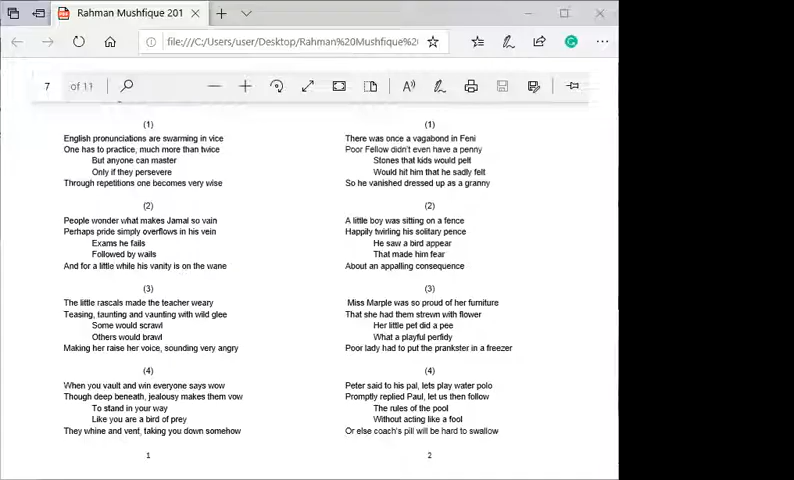 Rahman Mushfique 201
file:///C:/Users/user/Desktop/Rahman%20Mushfique%20
7 of 11
(1)
English pronunciations are swarming in vice
One has to practice, much more than twice
But anyone can master
Only if they persevere
Through repetitions one becomes very wise
(2)
People wonder what makes Jamal so vain
Perhaps pride simply overflows in his vein
Exams he fails
Followed by wails
And for a little while his vanity is on the wane
(3)
The little rascals made the teacher weary
Teasing, taunting and vaunting with wild glee
Some would scrawl
Others would brawl
Making her raise her voice, sounding very angry
(4)
When you vault and win everyone says wow
Though deep beneath, jealousy makes them vow
To stand in your way
Like you are a bird of prey
They whine and vent, taking you down somehow
1
(1)
There was once a vagabond in Feni
Poor Fellow didn't even have a penny
Stones that kids would pelt
Would hit him that he sadly felt
So he vanished dressed up as a granny
(2)
A little boy was sitting on a fence
Happily twirling his solitary pence
He saw a bird appear
That made him fear
About an appalling consequence
(3)
Miss Marple was so proud of her furniture
That she had them strewn with flower
Her little pet did a pee
What a playful perfidy
Poor lady had to put the prankster in a freezer
(4)
Peter said to his pal, lets play water polo
Promptly replied Paul, let us then follow
The rules of the pool
Without acting like a fool
Or else coach's pill will be hard to swallow
2